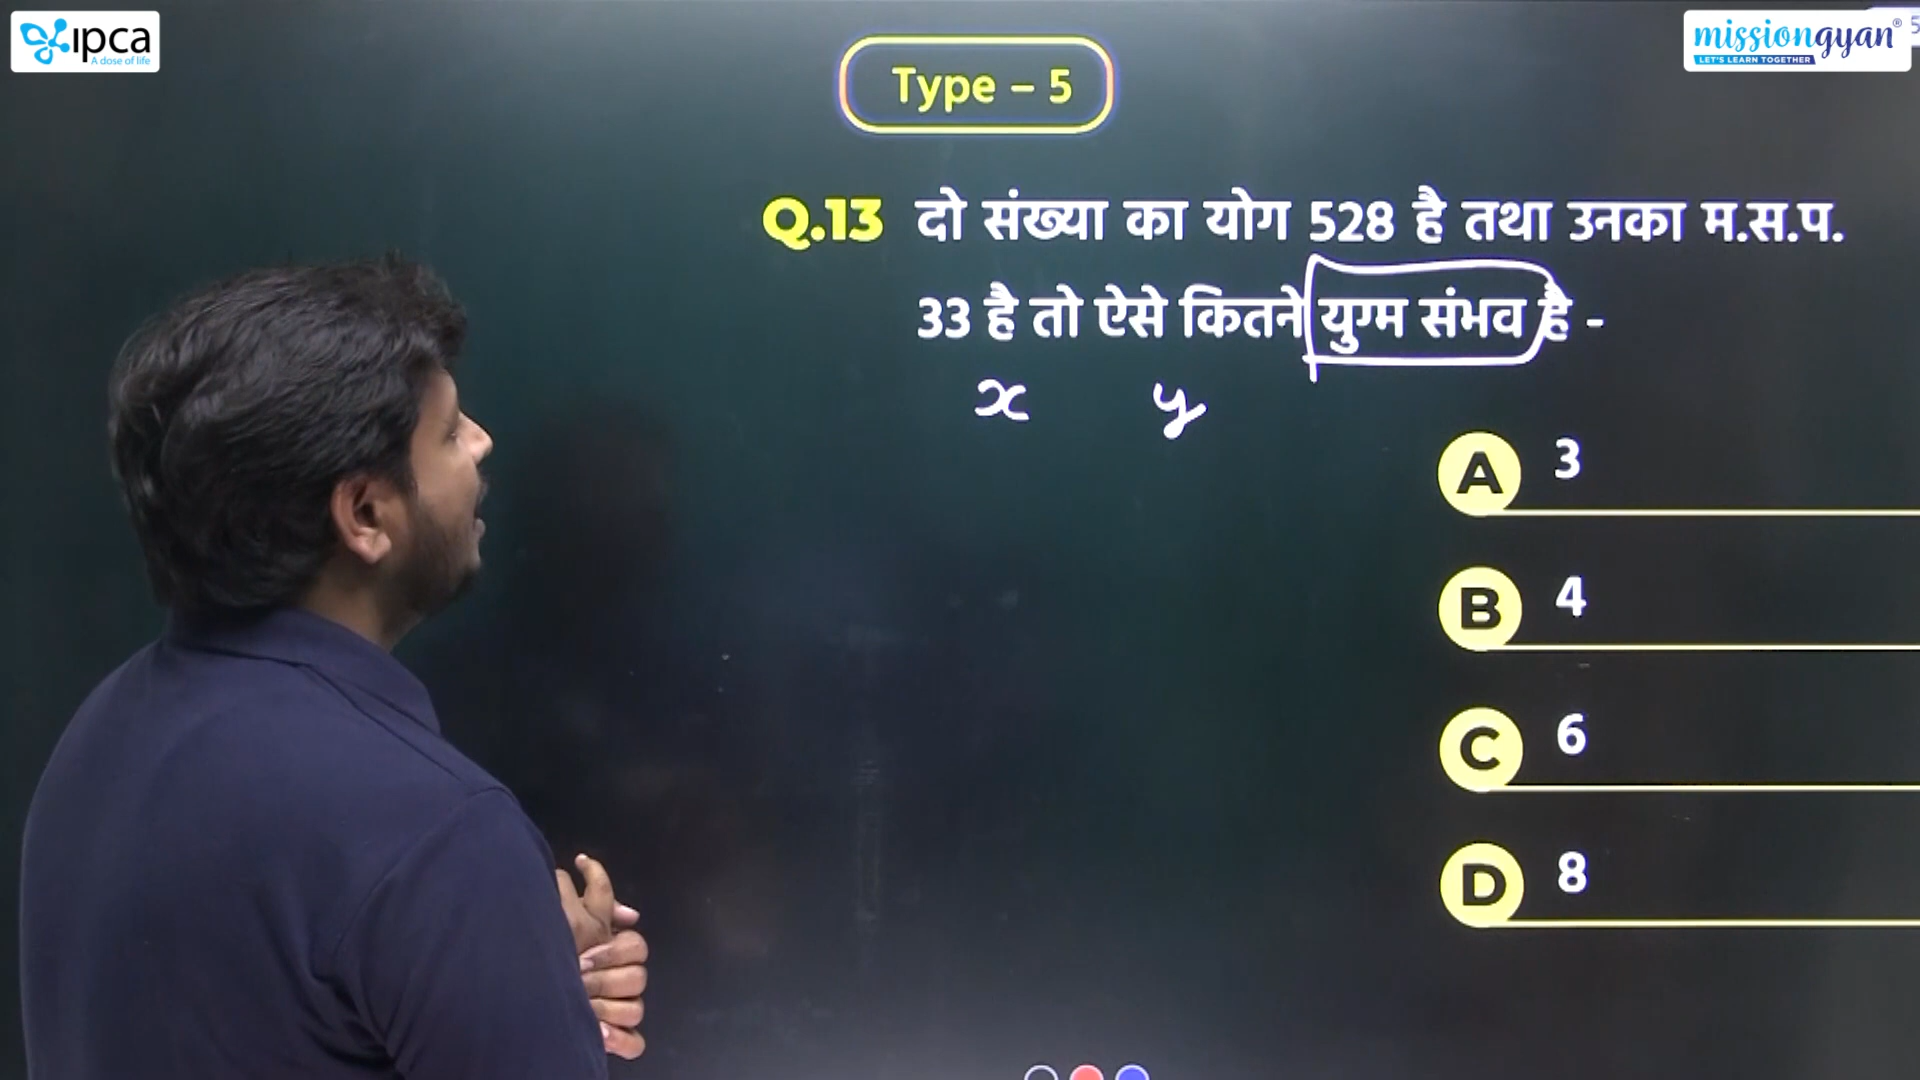 ipca
A dose of life
missiongyan®
LET'S LEARN TOGETHER
Type – 5
Q.13 दो संख्या का योग 528 है तथा उनका म.स.प.
33 है तो ऐसे कितने युग्म संभव है -
x y
A 3
B 4
C 6
D 8